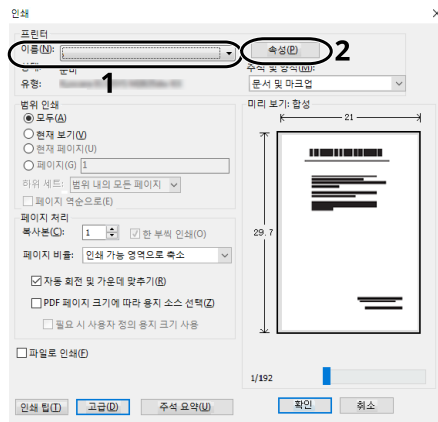 인쇄
프린터
이름(N):
속성(P)
2
상태: 준비
주석 및 양식(M):
1
유형:
문서 및 마크업
범위 인쇄
모두(A)
현재 보기(V)
현재 페이지(U)
페이지(G) 1
하위 세트: 범위 내의 모든 페이지
페이지 역순으로(E)
페이지 처리
복사본(C): 1 한 부씩 인쇄(O)
페이지 비율: 인쇄 가능 영역으로 축소
자동 회전 및 가운데 맞추기(R)
PDF 페이지 크기에 따라 용지 소스 선택(Z)
필요 시 사용자 정의 용지 크기 사용
파일로 인쇄(F)
미리 보기: 합성
21
29.7
1/192
인쇄 팁(T)
고급(D)
주석 요약(U)
확인
취소